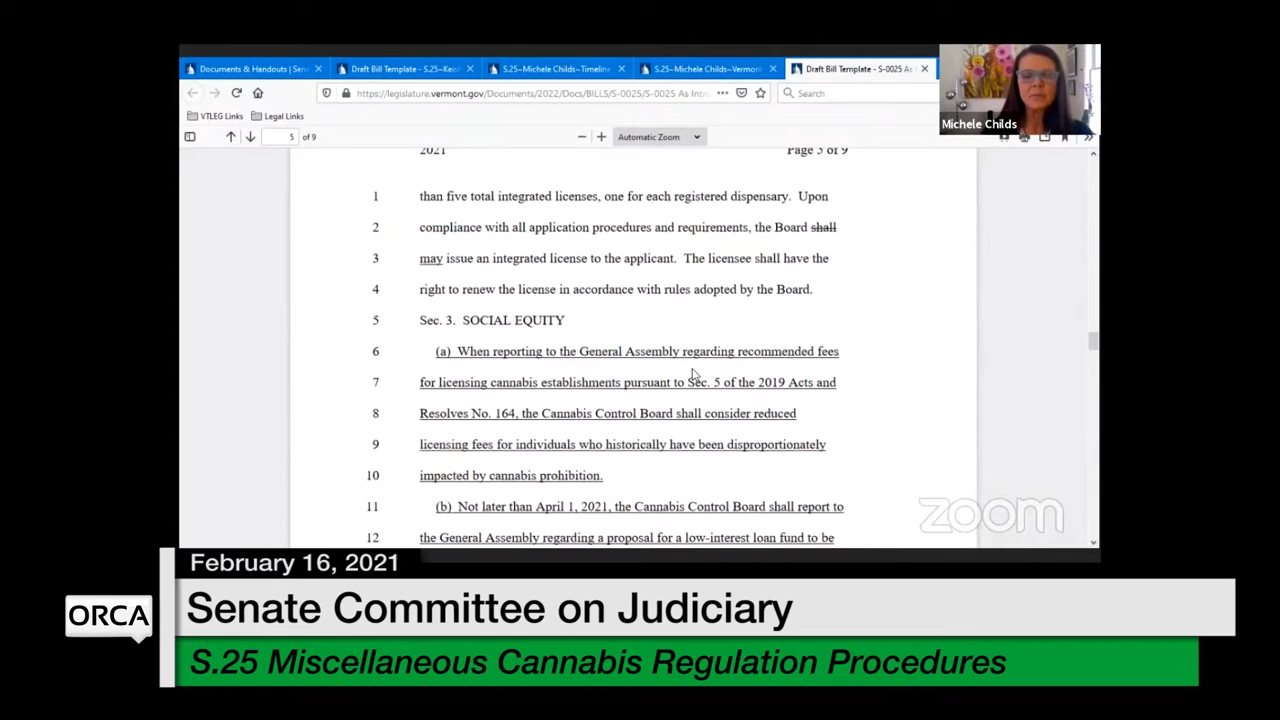 Documents & Handouts | Sen
Draft Bill Template - S.25~Keis
S.25~Michele Childs~Timeline
S.25~Michele Childs~Vermont
Draft Bill Template - S-0025 As
https://legislature.vermont.gov/Documents/2022/Docs/BILLS/S-0025/S-0025 As Intr
Search
VTLEG Links
Legal Links
5 of 9
Automatic Zoom
Michele Childs
2021 Page 5 of 9
1 than five total integrated licenses, one for each registered dispensary. Upon
2 compliance with all application procedures and requirements, the Board shall
3 may issue an integrated license to the applicant. The licensee shall have the
4 right to renew the license in accordance with rules adopted by the Board.
5 Sec. 3. SOCIAL EQUITY
6 (a) When reporting to the General Assembly regarding recommended fees
7 for licensing cannabis establishments pursuant to Sec. 5 of the 2019 Acts and
8 Resolves No. 164, the Cannabis Control Board shall consider reduced
9 licensing fees for individuals who historically have been disproportionately
10 impacted by cannabis prohibition.
11 (b) Not later than April 1, 2021, the Cannabis Control Board shall report to
12 the General Assembly regarding a proposal for a low-interest loan fund to be
zoom
February 16, 2021
ORCA
Senate Committee on Judiciary
S.25 Miscellaneous Cannabis Regulation Procedures